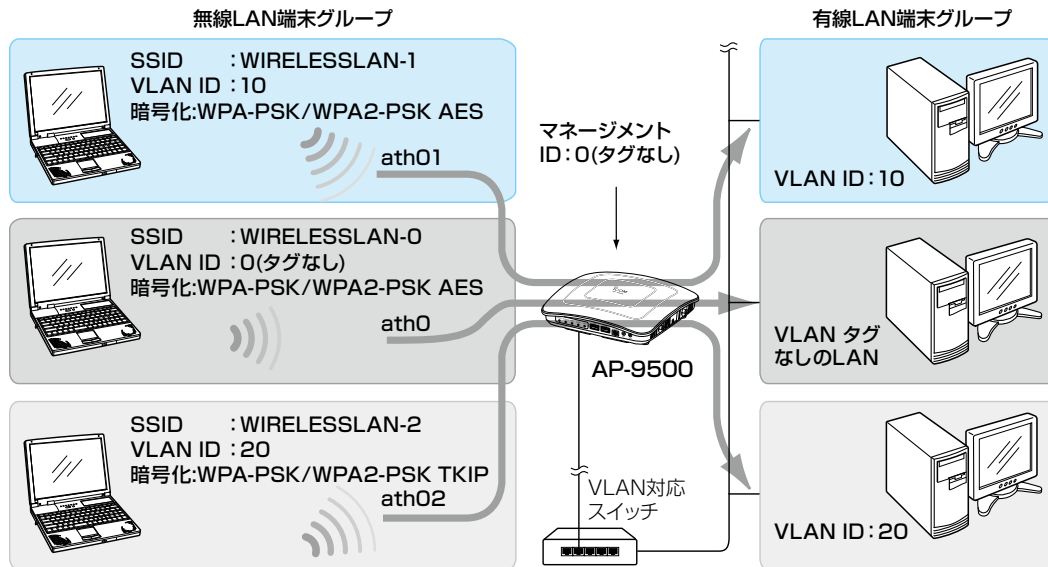 無線LAN端末グループ
有線LAN端末グループ
SSID :WIRELESSLAN-1
VLAN ID :10
暗号化:WPA-PSK/WPA2-PSK AES
ath01
マネージメント
ID:0(タグなし)
VLAN ID:10
SSID :WIRELESSLAN-0
VLAN ID :0(タグなし)
暗号化:WPA-PSK/WPA2-PSK AES
ath0
AP-9500
VLAN タグ
なしのLAN
SSID :WIRELESSLAN-2
VLAN ID :20
暗号化:WPA-PSK/WPA2-PSK TKIP
ath02
VLAN対応
スイッチ
VLAN ID:20